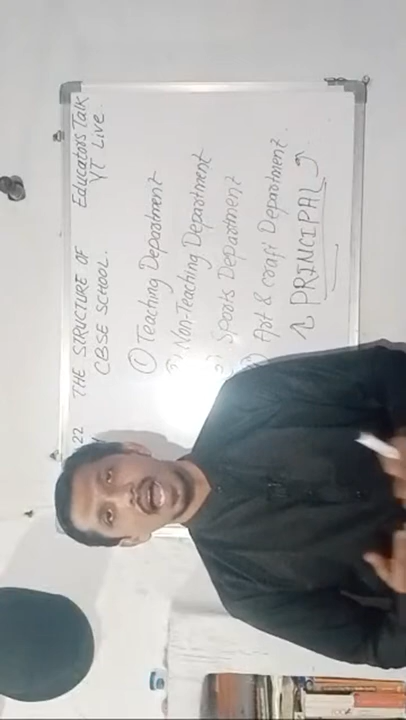 22 THE STRUCTURE OF Educators Talk
CBSE SCHOOL. YT Live.
① Teaching Department
Non-Teaching Department
Sports Department
Art & craft Department.
PRINCIPAL